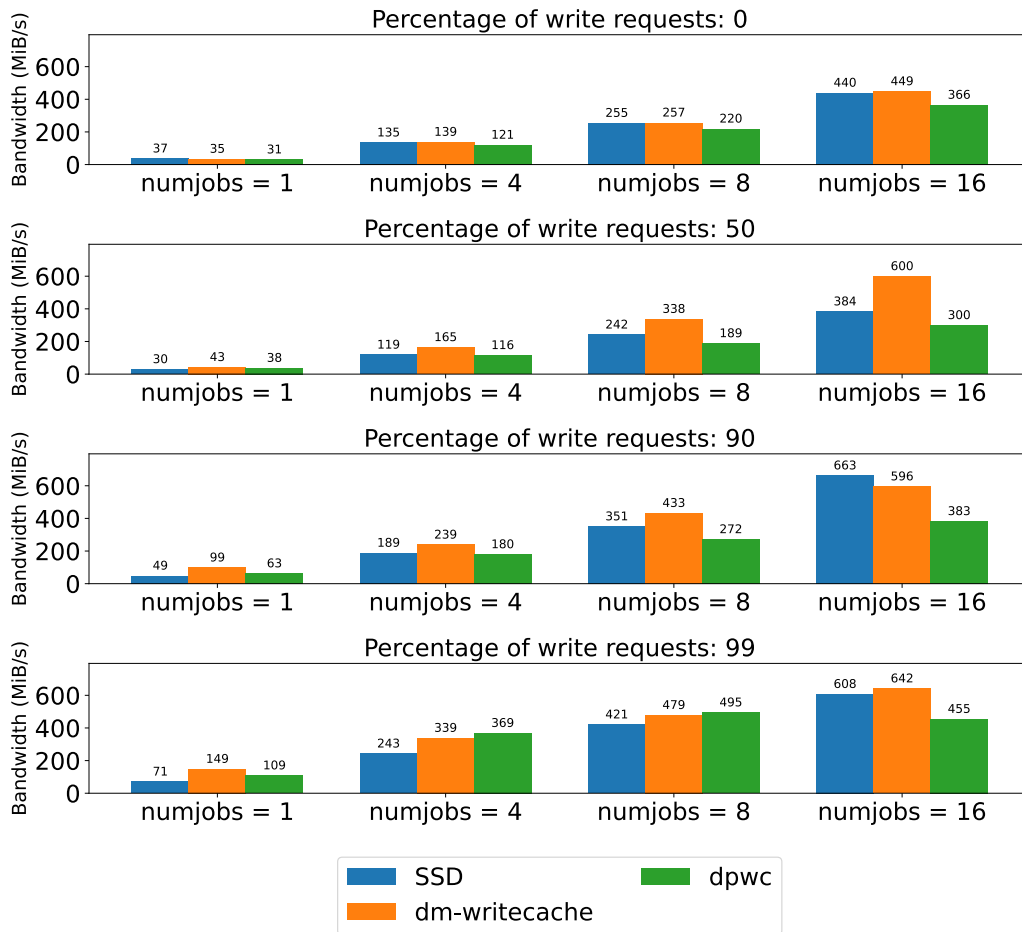 Percentage of write requests: 0
Bandwidth (MiB/s)
600
400
200
0
37 35 31 135 139 121 255 257 220 440 449 366
numjobs = 1 numjobs = 4 numjobs = 8 numjobs = 16
Percentage of write requests: 50
Bandwidth (MiB/s)
600
400
200
0
30 43 38 119 165 116 242 338 189 384 600 300
numjobs = 1 numjobs = 4 numjobs = 8 numjobs = 16
Percentage of write requests: 90
Bandwidth (MiB/s)
600
400
200
0
49 99 63 189 239 180 351 433 272 663 596 383
numjobs = 1 numjobs = 4 numjobs = 8 numjobs = 16
Percentage of write requests: 99
Bandwidth (MiB/s)
600
400
200
0
71 149 109 243 339 369 421 479 495 608 642 455
numjobs = 1 numjobs = 4 numjobs = 8 numjobs = 16
SSD dpwc
dm-writecache